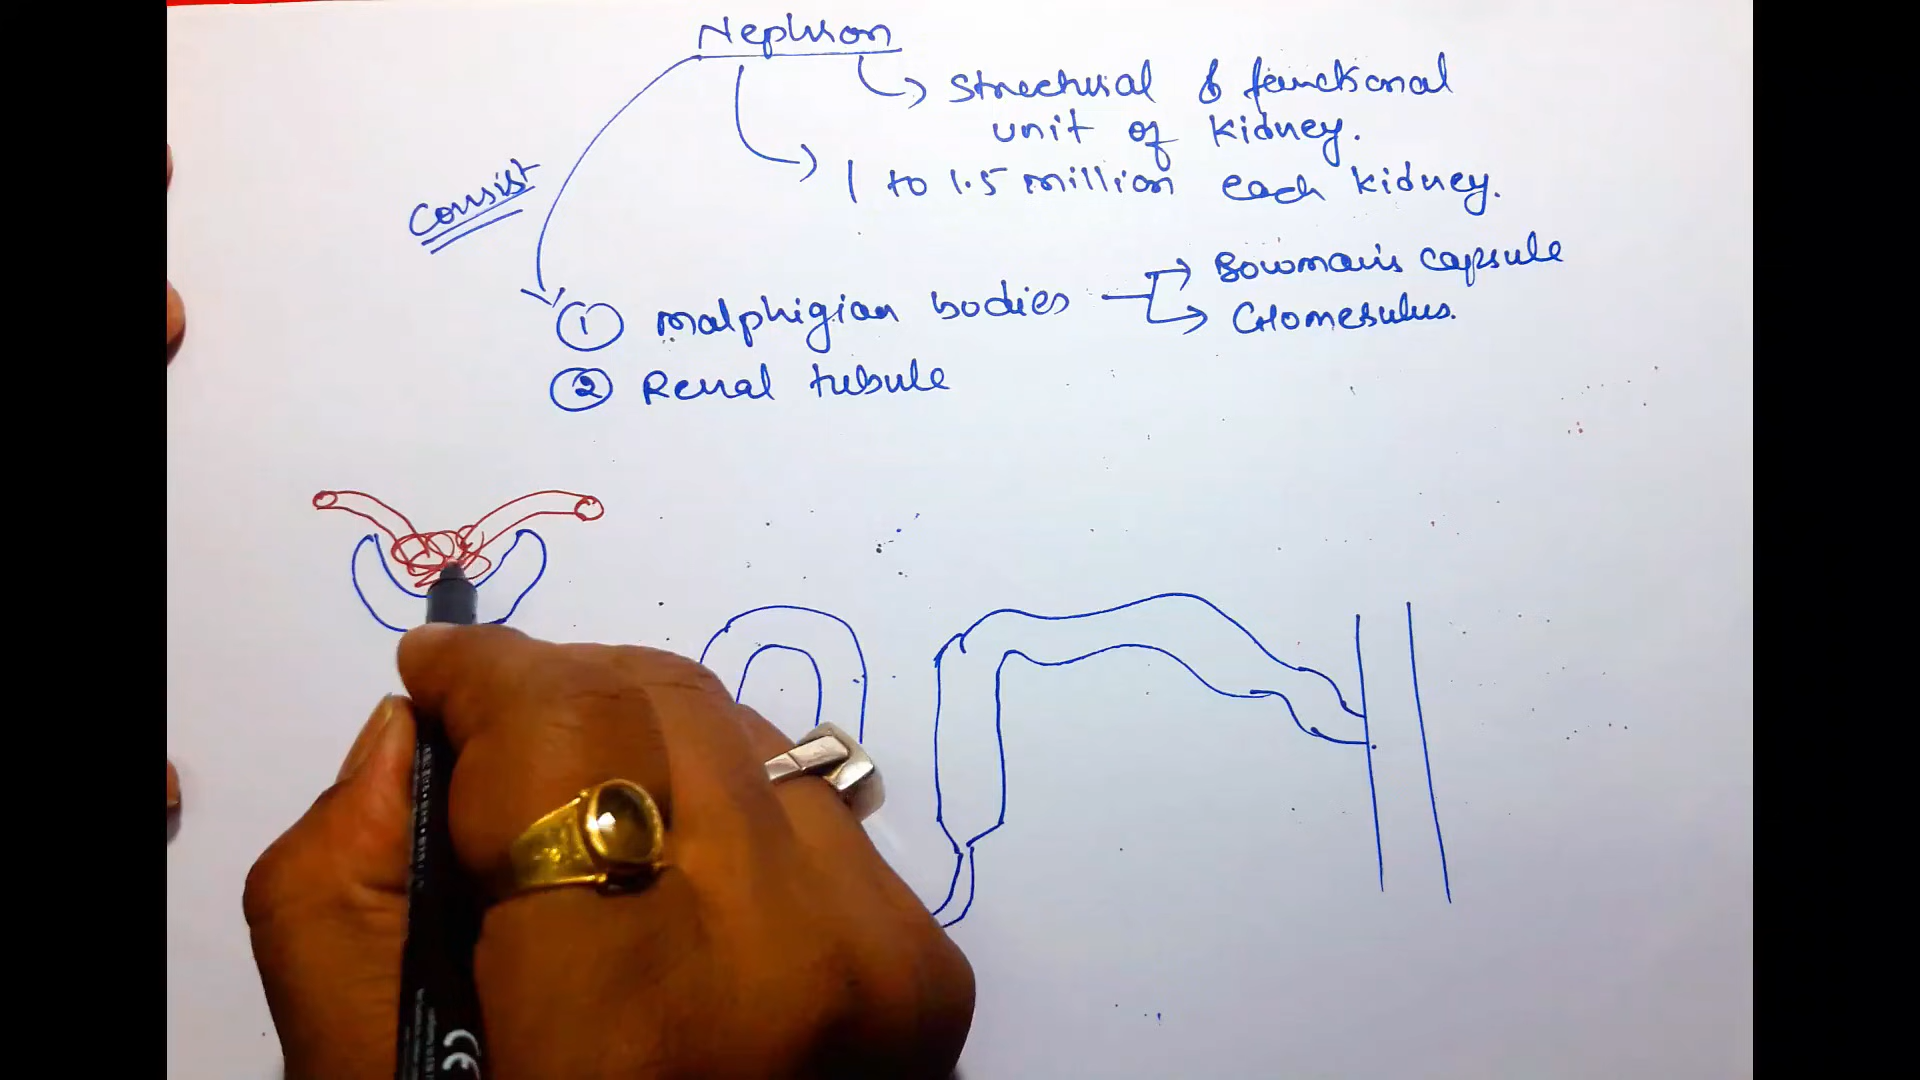 Nephron
structural & functional
unit of kidney.
1 to 1.5 million each kidney.
Consist
① malphigian bodies → Bowman's capsule
→ Glomerulus.
② Renal tubule
CE